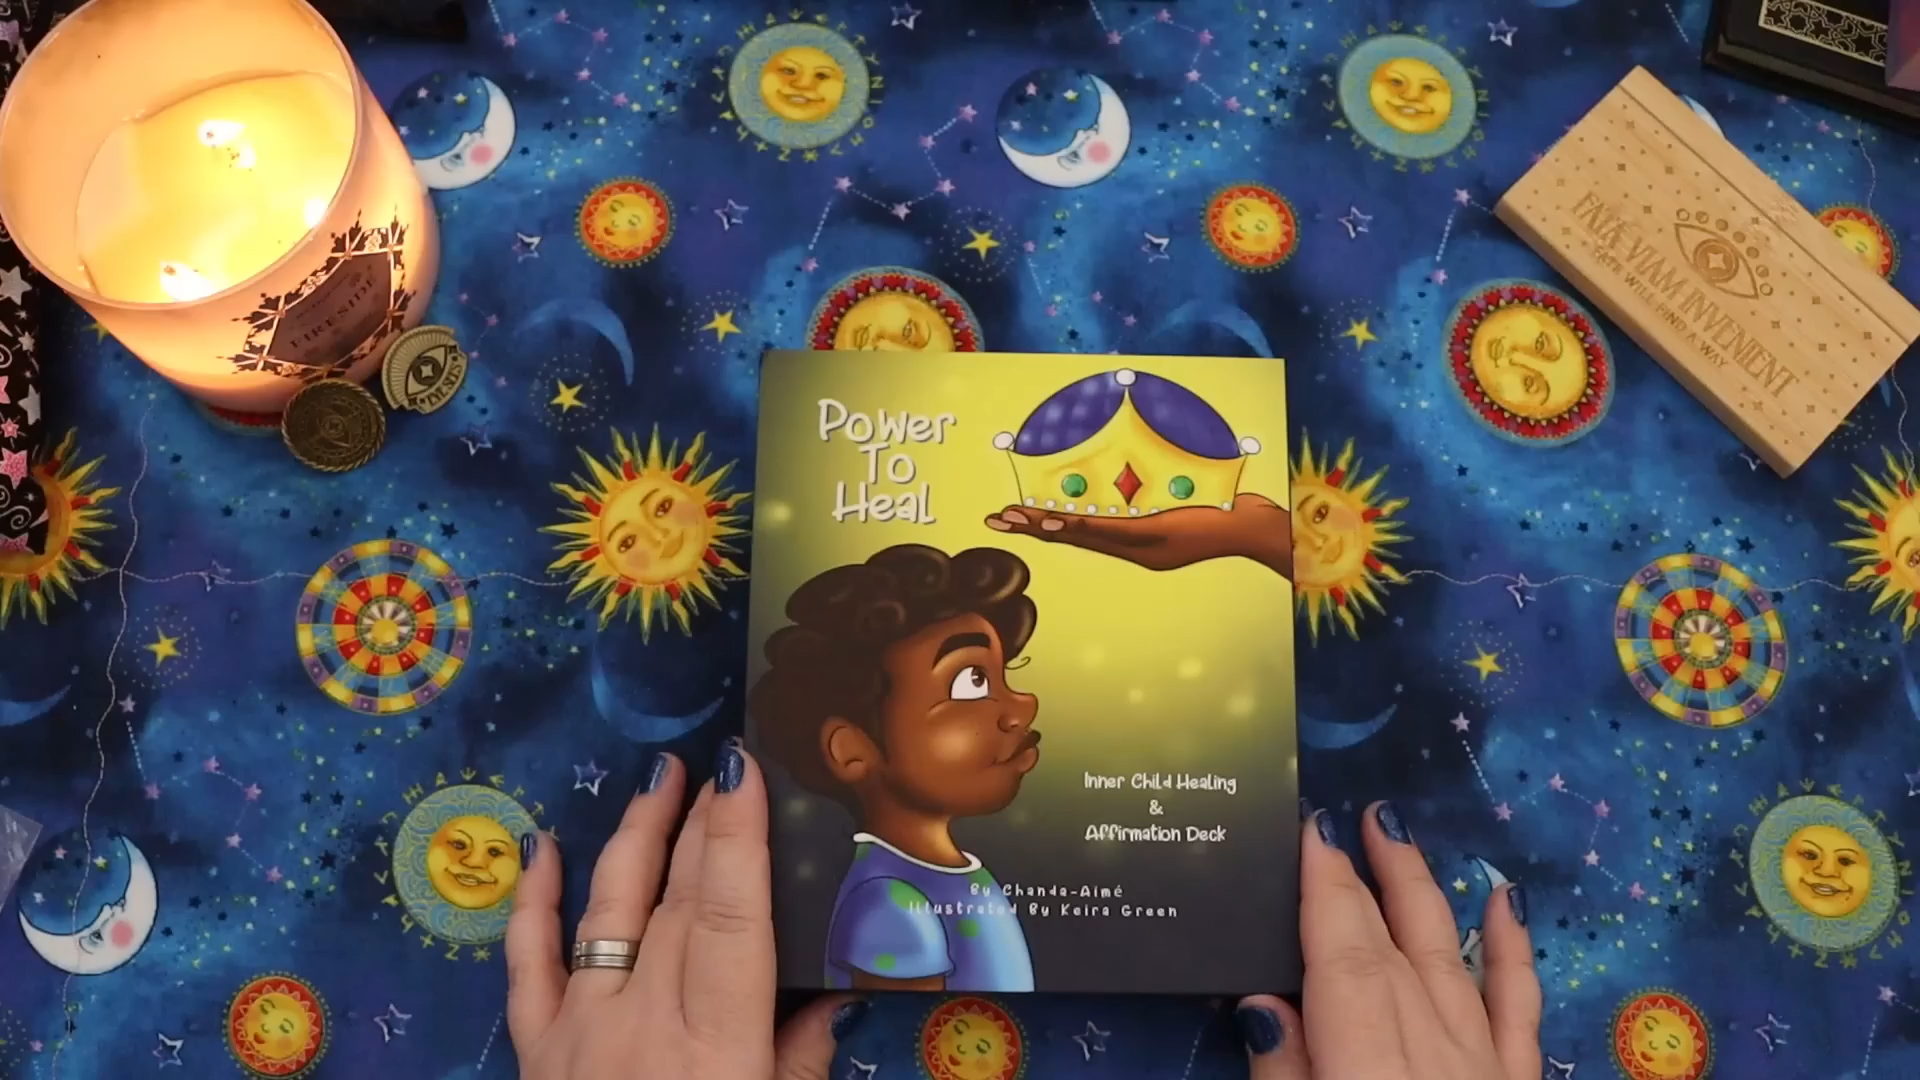 Power
To
Heal
Inner Child Healing
&
Affirmation Deck
By Chanda-Aimé
Illustrated By Keira Green
FIRESIDE
FATA VIAM INVENIENT
FATE WILL FIND A WAY